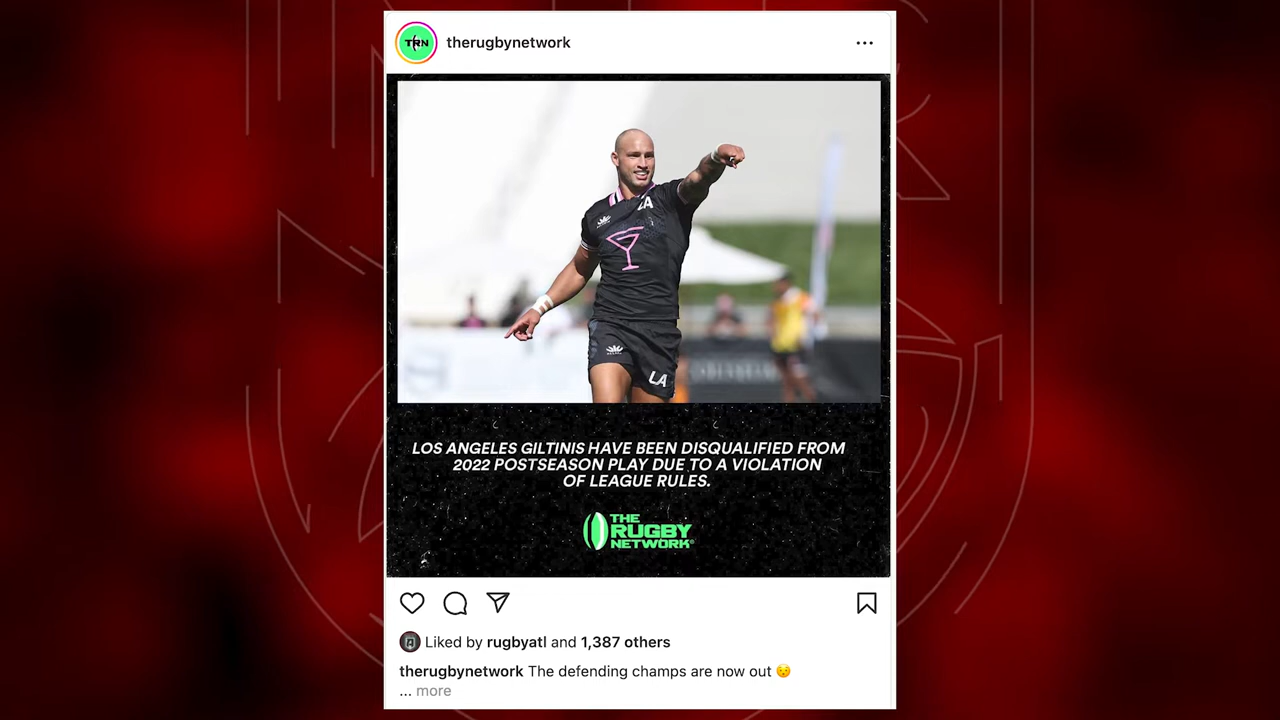 TRN
therugbynetwork
LA
LA
LOS ANGELES GILTINIS HAVE BEEN DISQUALIFIED FROM
2022 POSTSEASON PLAY DUE TO A VIOLATION
OF LEAGUE RULES.
THE
RUGBY
NETWORK
Liked by rugbyatl and 1,387 others
therugbynetwork The defending champs are now out 😔
... more